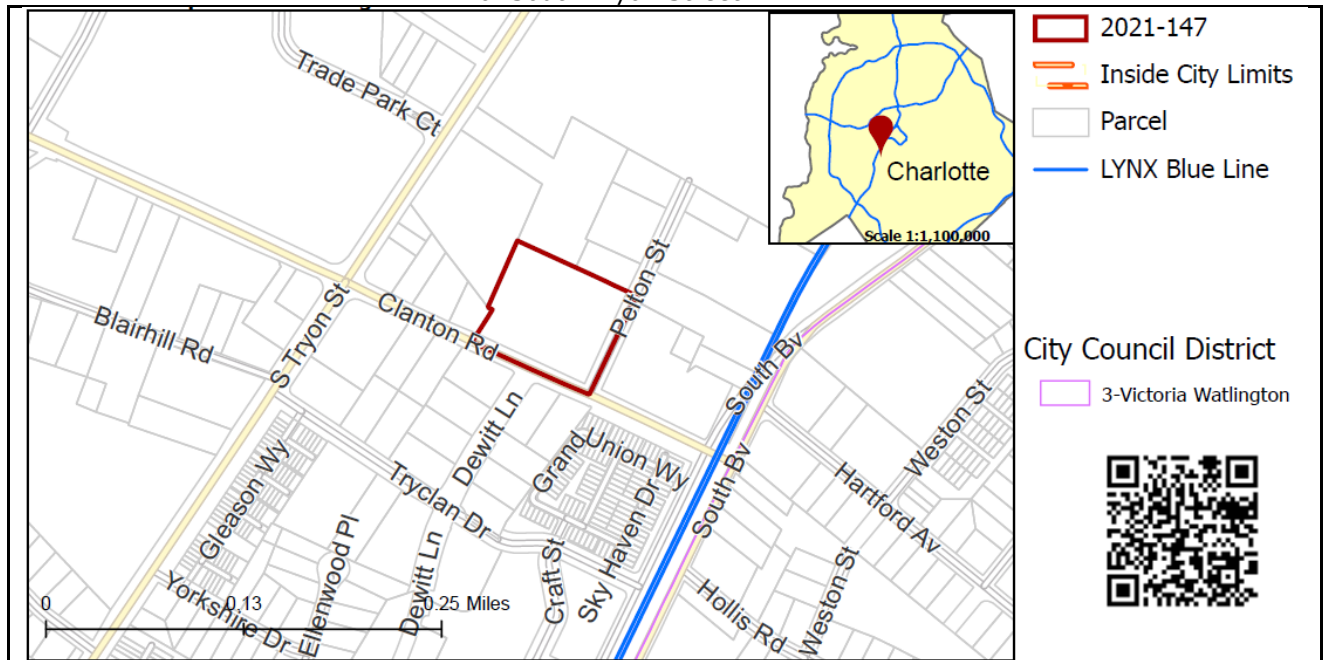 Trade Park Ct
Charlotte
Scale 1:1,100,000
Pelton St
Clanton Rd
Blairhill Rd
S Tryon St
South Bv
Dewitt Ln
Grand
Union Wy
Weston St
Gleason Wy
Tryclan Dr
South Bv
Hartford Av
Ellenwood Pl
Dewitt Ln
Craft St
Sky Haven Dr
Weston St
Yorkshire Dr
Hollis Rd
0 0.13 0.25 Miles
2021-147
Inside City Limits
Parcel
LYNX Blue Line
City Council District
3-Victoria Watlington